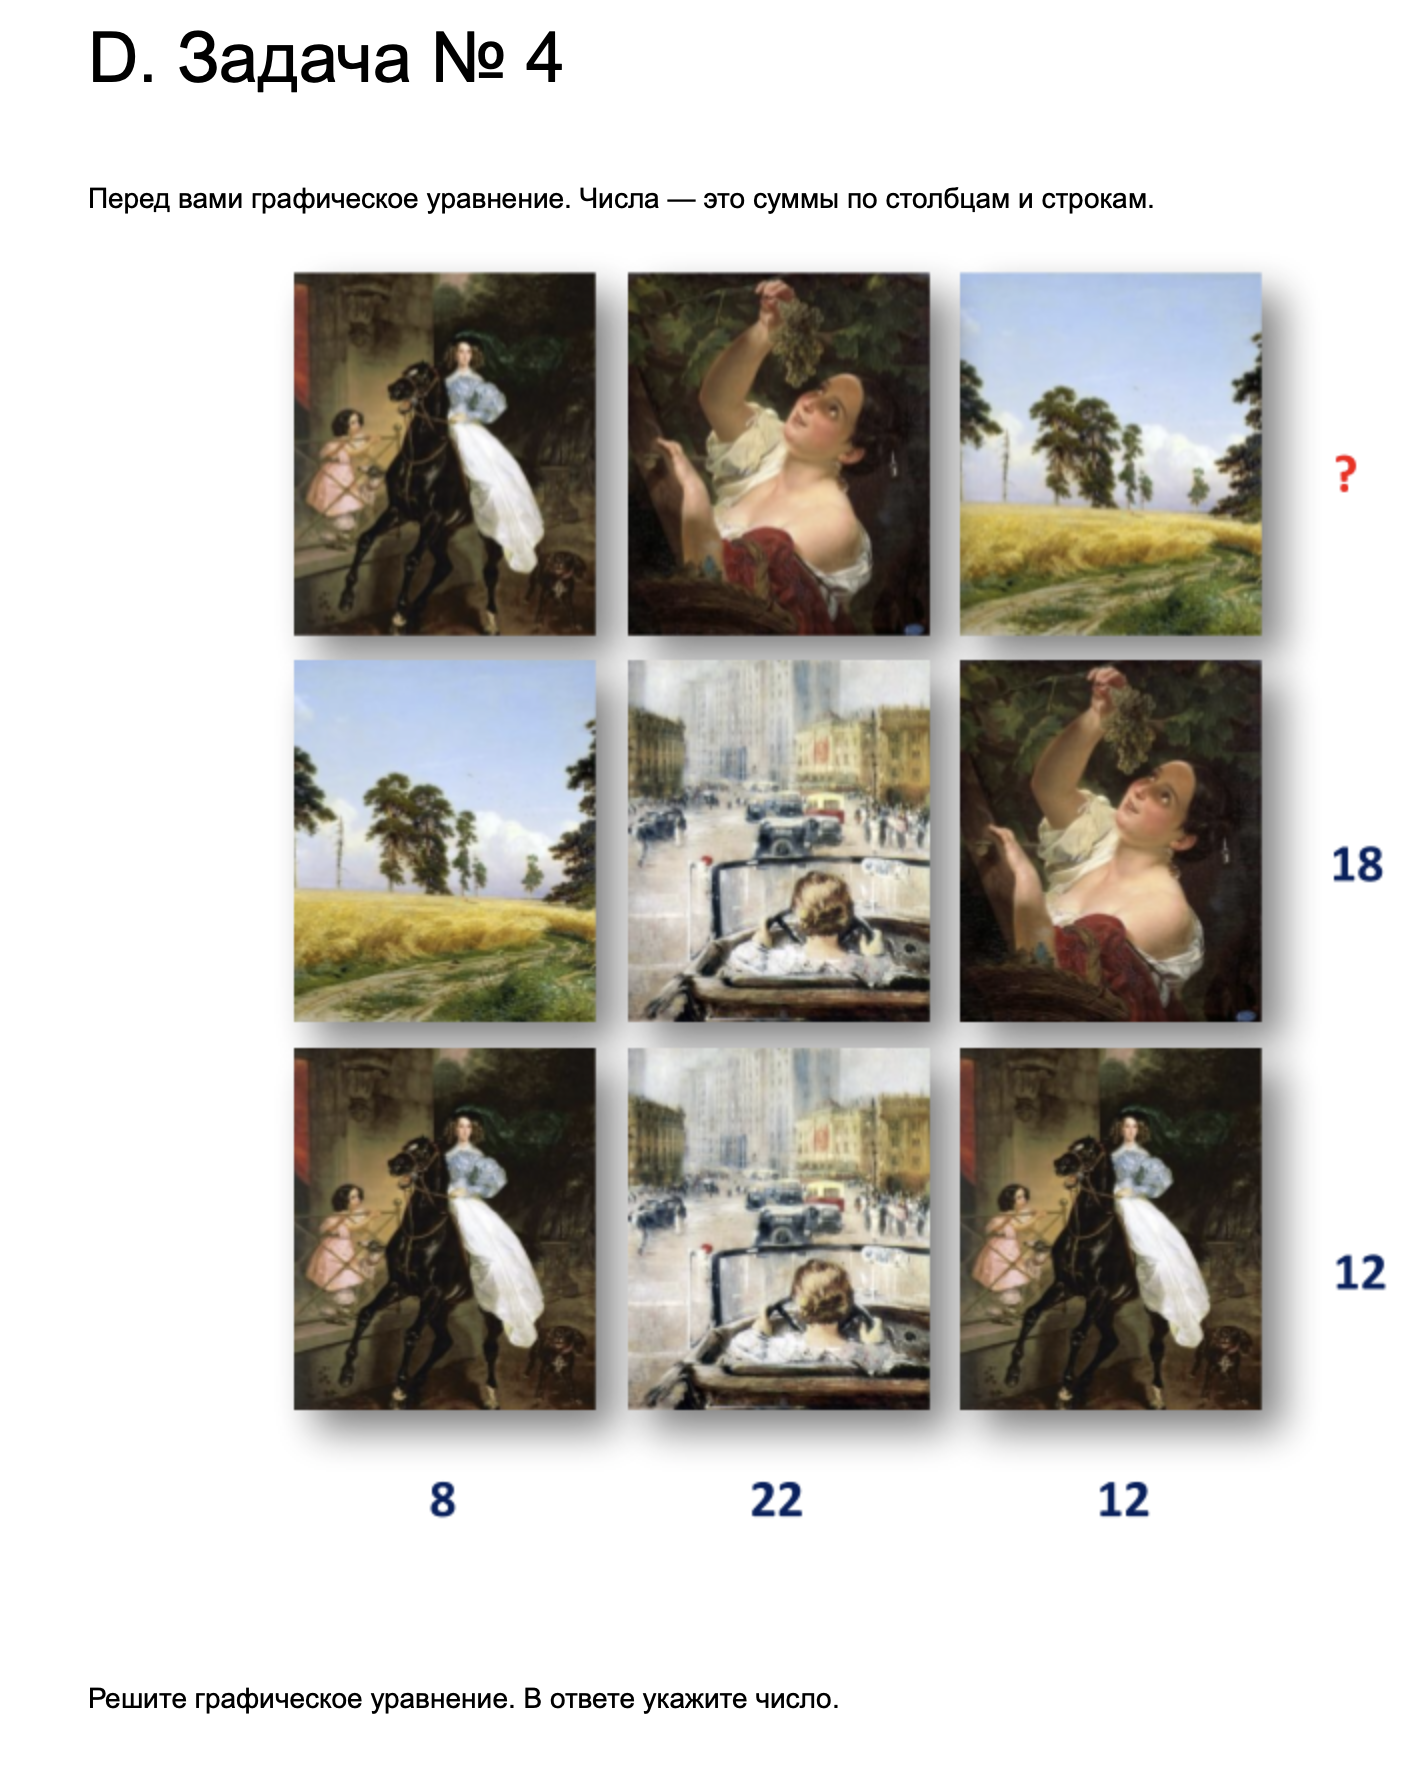 D. Задача № 4
Перед вами графическое уравнение. Числа — это суммы по столбцам и строкам.
?
18
12
8 22 12
Решите графическое уравнение. В ответе укажите число.